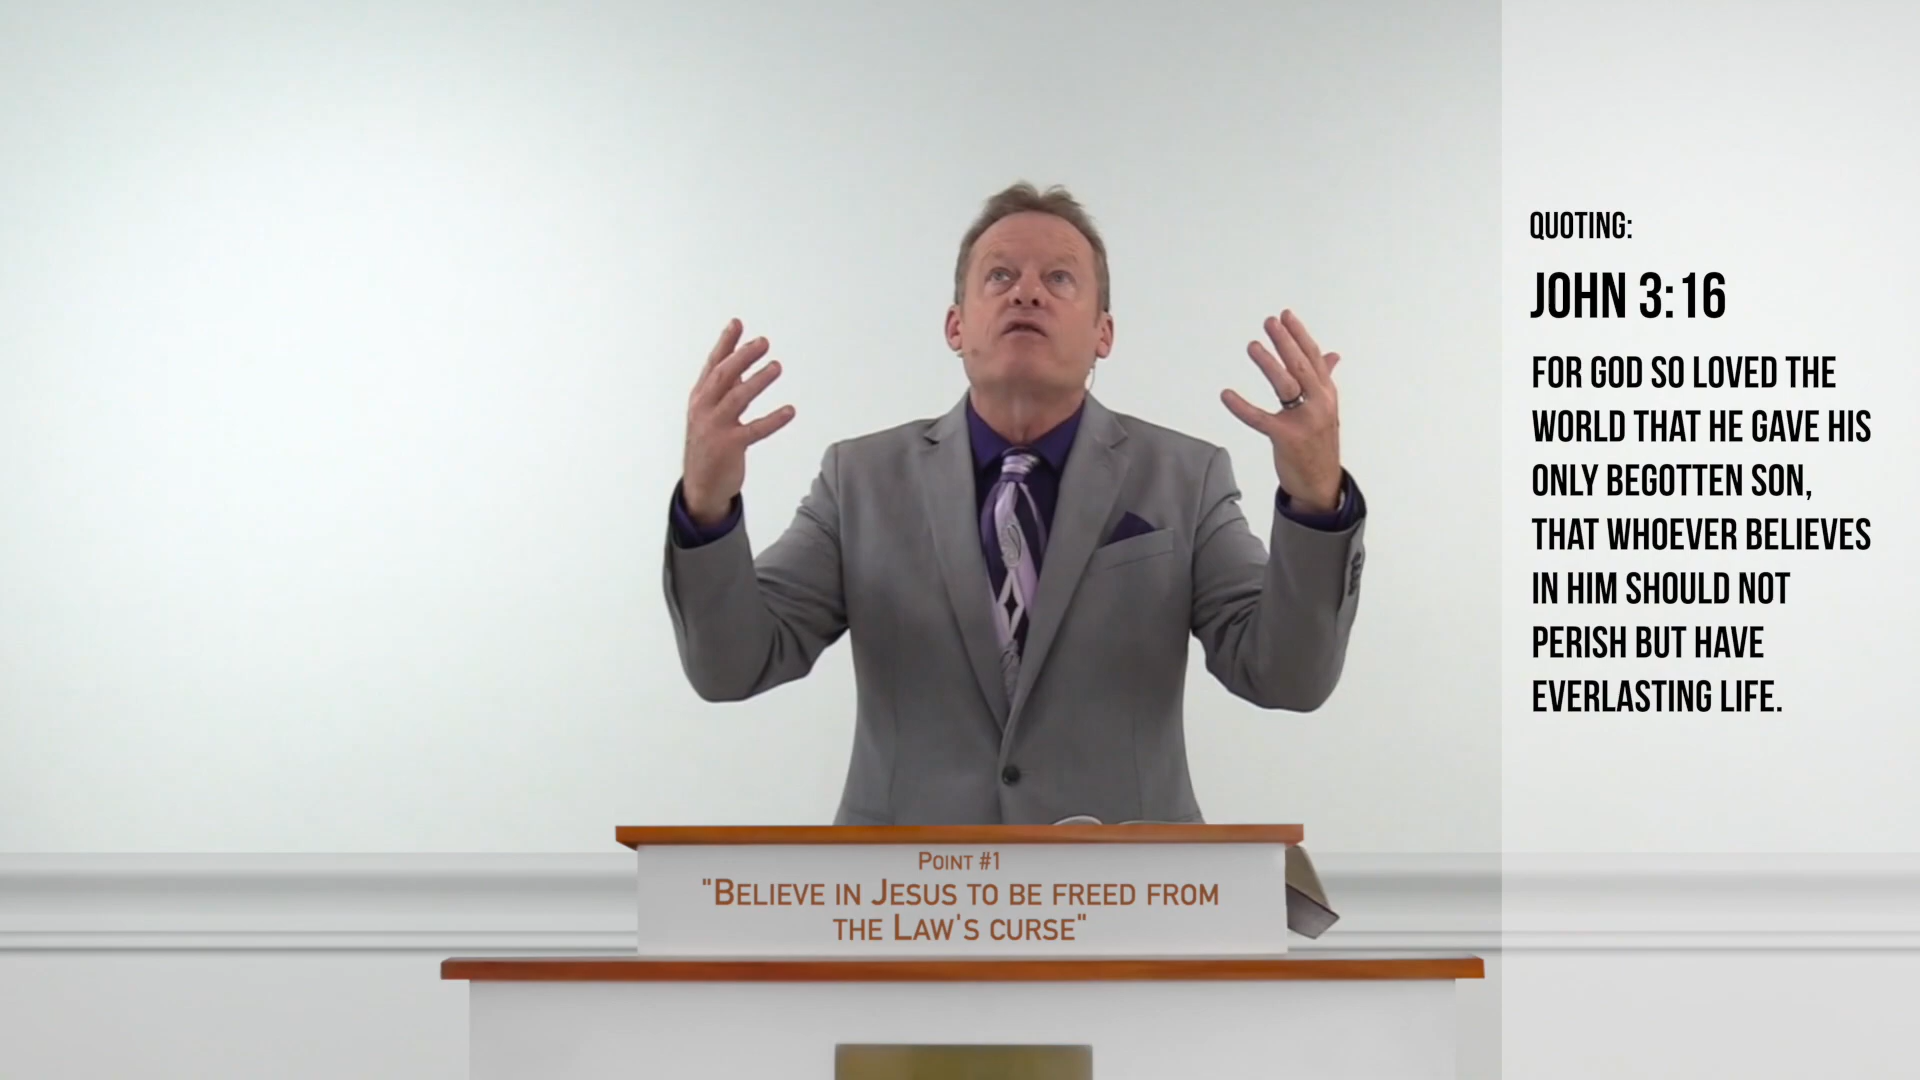 QUOTING:
JOHN 3:16
FOR GOD SO LOVED THE
WORLD THAT HE GAVE HIS
ONLY BEGOTTEN SON,
THAT WHOEVER BELIEVES
IN HIM SHOULD NOT
PERISH BUT HAVE
EVERLASTING LIFE.
Point #1
"Believe in Jesus to be freed from
the Law's curse"